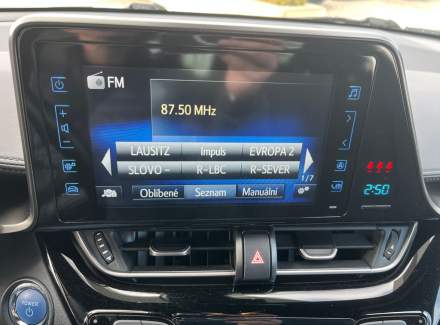 FM
87.50 MHz
LAUSITZ impuls EVROPA 2
SLOVO - R-LBC R-SEVER
1/7
Oblíbené Seznam Manuální
2:50
POWER